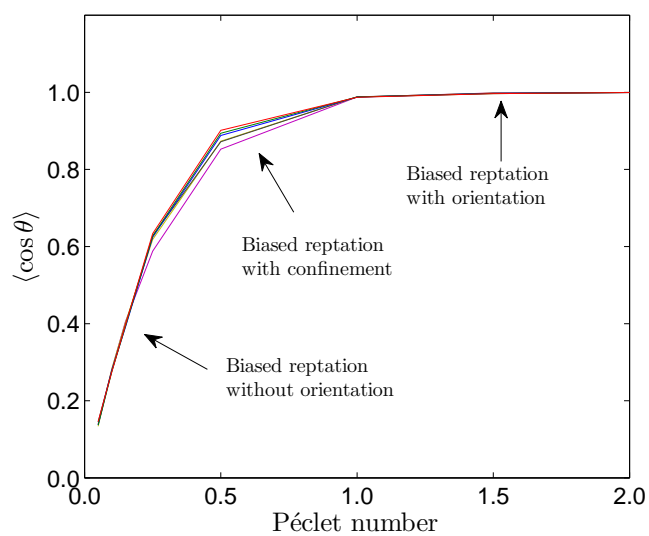 1.0
0.8
0.6
0.4
0.2
0.0
⟨cos θ⟩
Biased reptation
with orientation
Biased reptation
with confinement
Biased reptation
without orientation
0.0 0.5 1.0 1.5 2.0
Péclet number